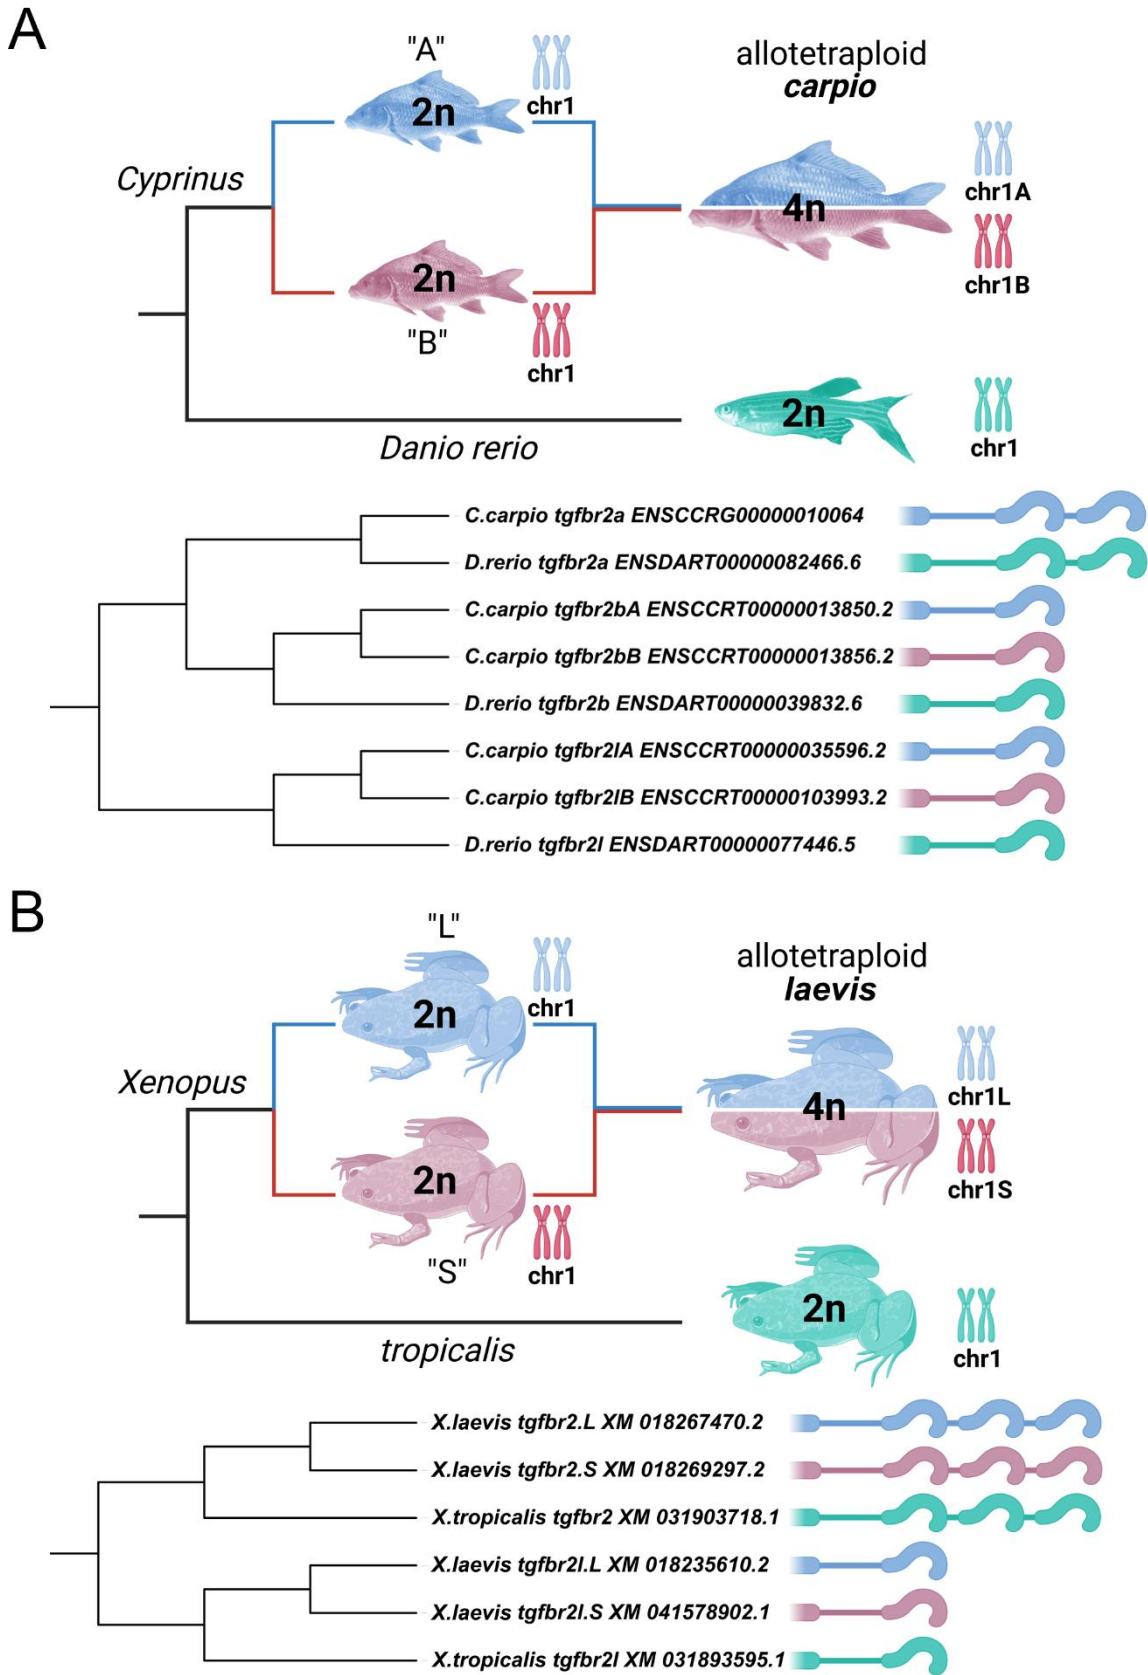 A
"A"
2n
chr1
allotetraploid
carpio
Cyprinus
4n
chr1A
chr1B
2n
"B"
chr1
2n
chr1
Danio rerio
C.carpio tgfbr2a ENSCCRG00000010064
D.rerio tgfbr2a ENSDART00000082466.6
C.carpio tgfbr2bA ENSCCRT00000013850.2
C.carpio tgfbr2bB ENSCCRT00000013856.2
D.rerio tgfbr2b ENSDART00000039832.6
C.carpio tgfbr2lA ENSCCRT00000035596.2
C.carpio tgfbr2lB ENSCCRT00000103993.2
D.rerio tgfbr2l ENSDART00000077446.5
B
"L"
2n
chr1
allotetraploid
laevis
Xenopus
4n
chr1L
chr1S
2n
"S"
chr1
2n
chr1
tropicalis
X.laevis tgfbr2.L XM 018267470.2
X.laevis tgfbr2.S XM 018269297.2
X.tropicalis tgfbr2 XM 031903718.1
X.laevis tgfbr2l.L XM 018235610.2
X.laevis tgfbr2l.S XM 041578902.1
X.tropicalis tgfbr2l XM 031893595.1